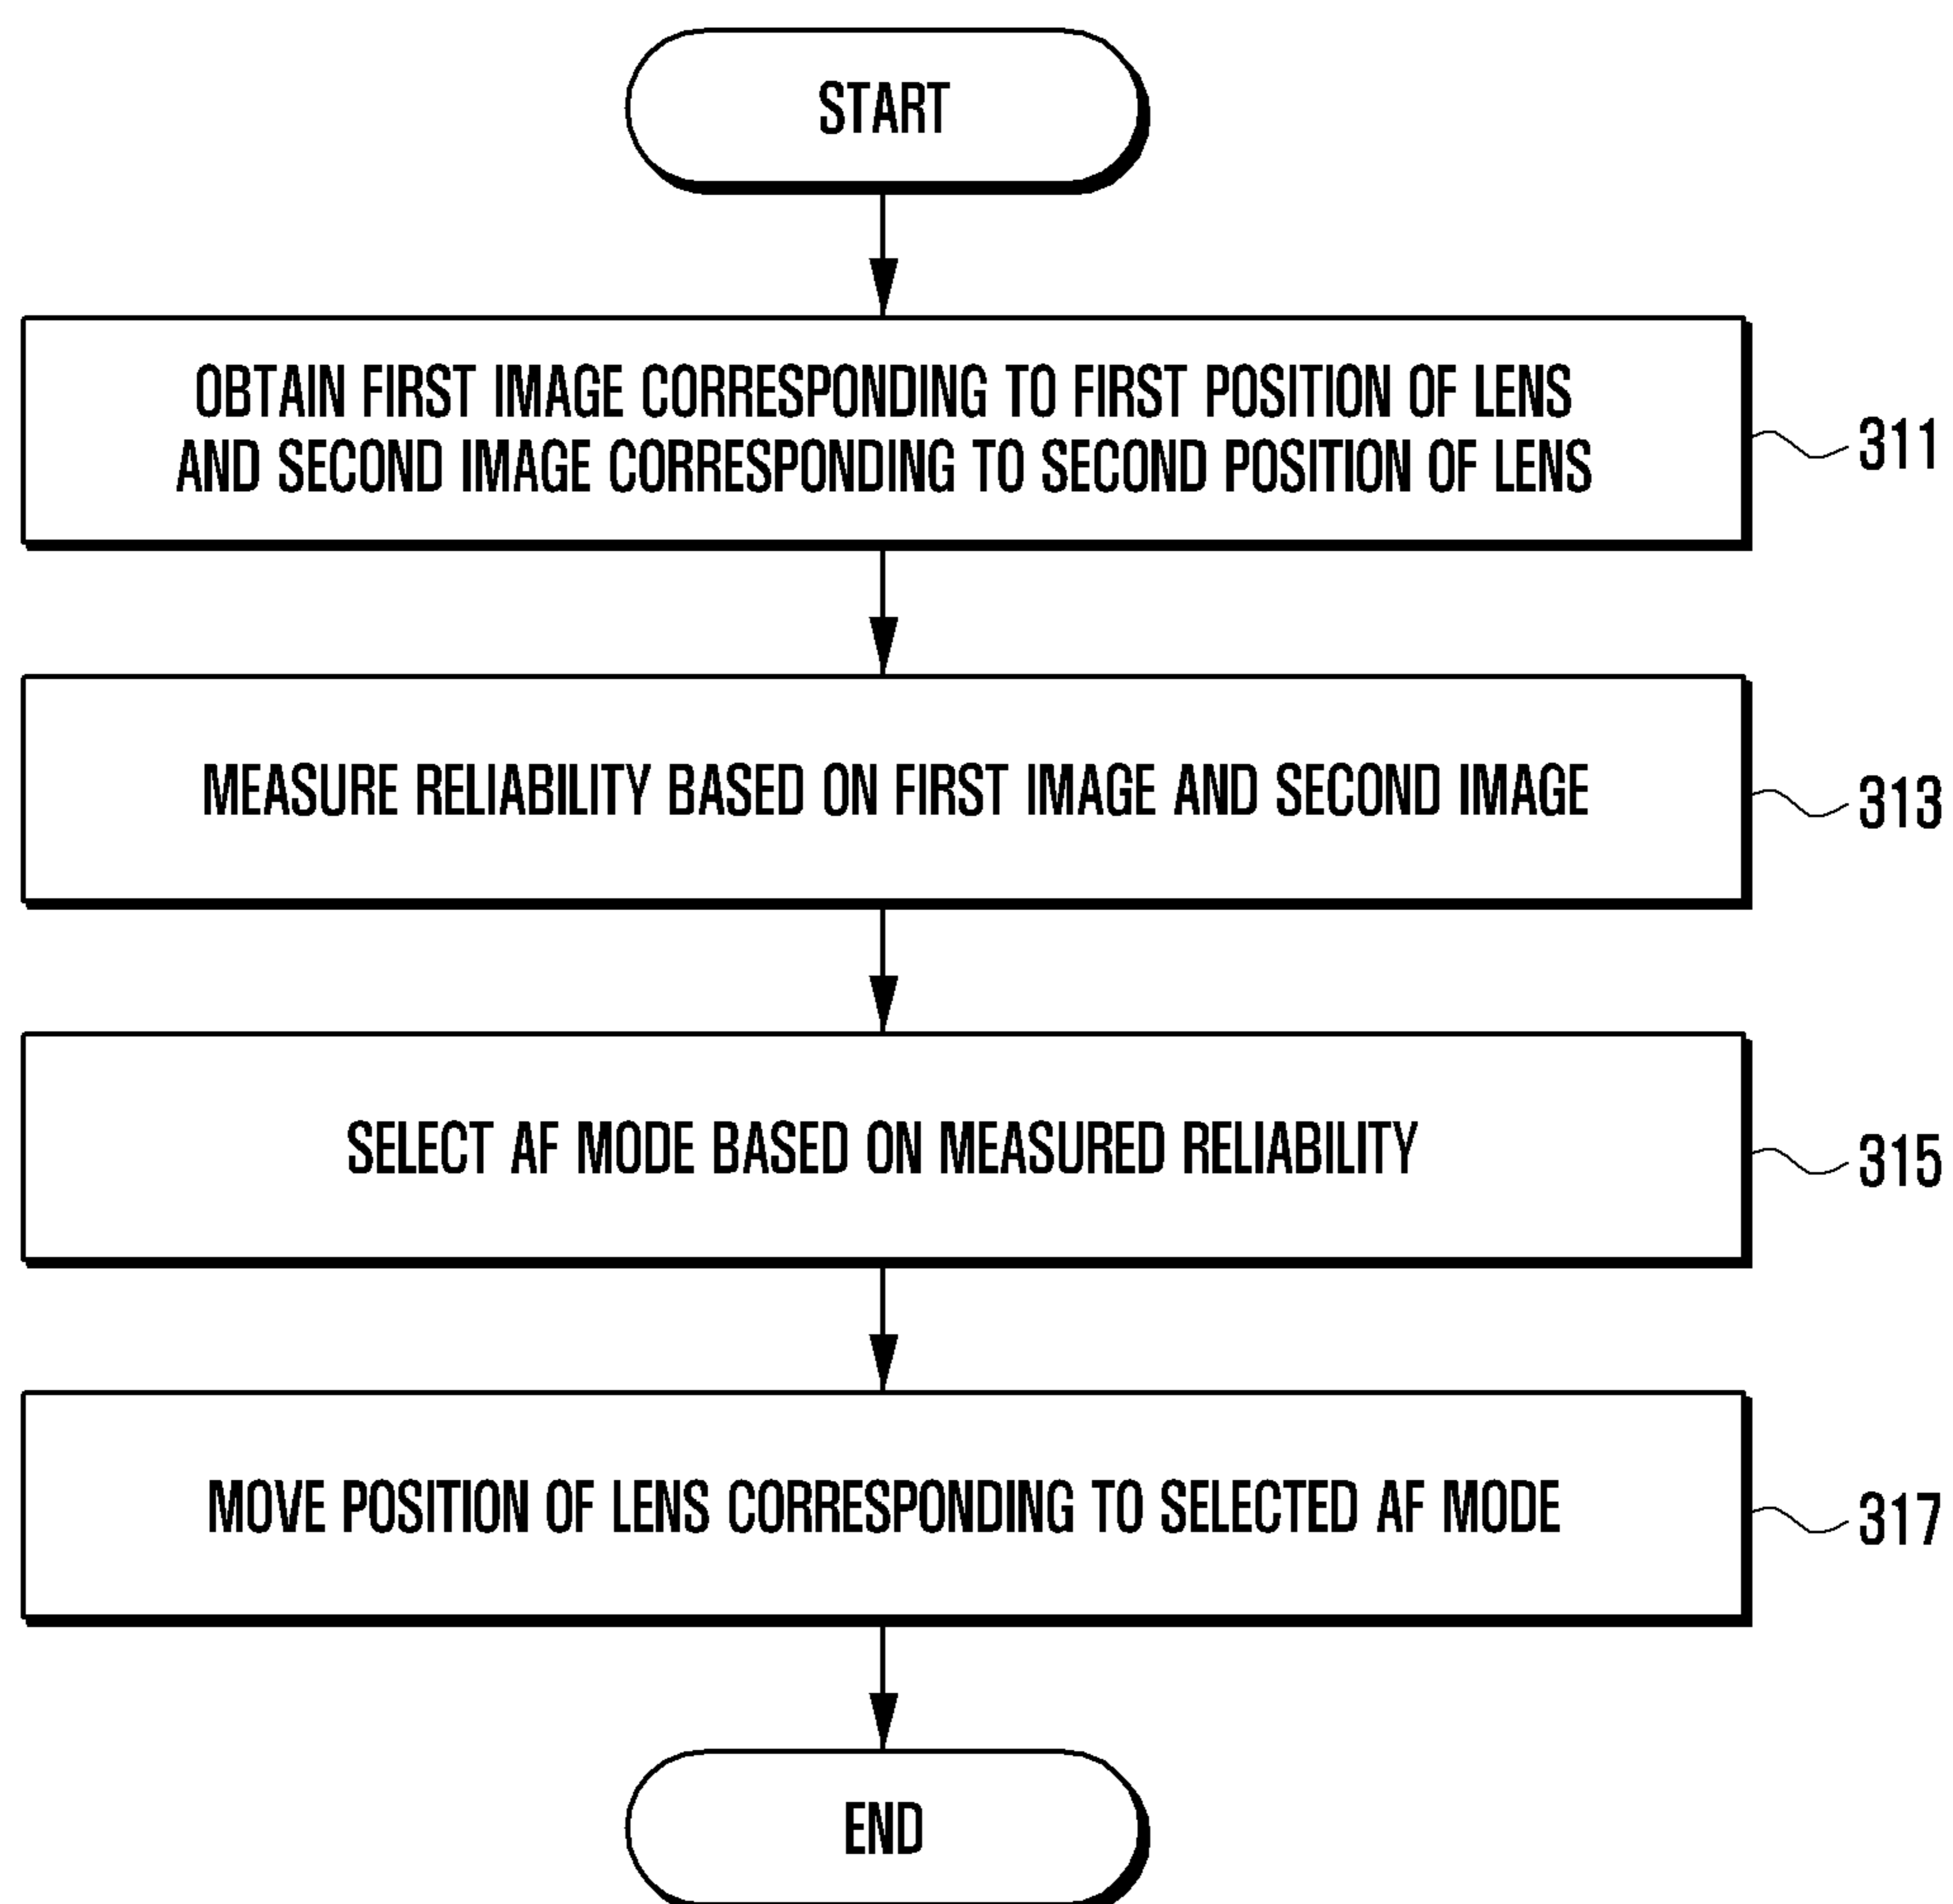 START
OBTAIN FIRST IMAGE CORRESPONDING TO FIRST POSITION OF LENS
AND SECOND IMAGE CORRESPONDING TO SECOND POSITION OF LENS
311
MEASURE RELIABILITY BASED ON FIRST IMAGE AND SECOND IMAGE
313
SELECT AF MODE BASED ON MEASURED RELIABILITY
315
MOVE POSITION OF LENS CORRESPONDING TO SELECTED AF MODE
317
END